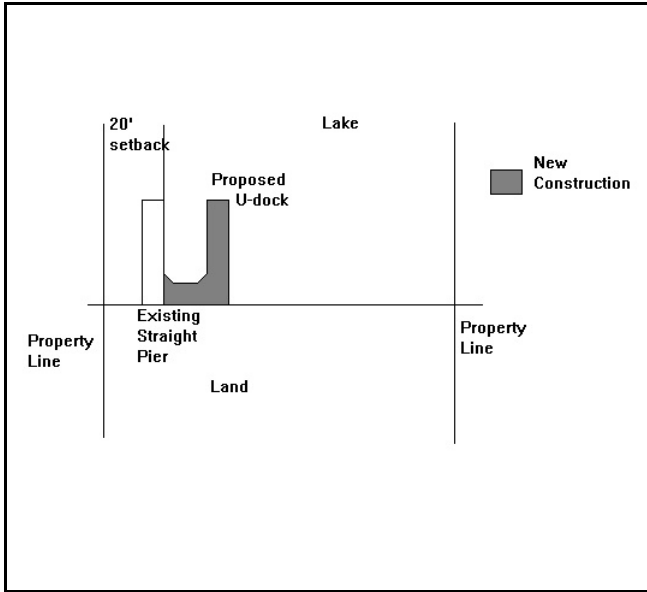 20'
setback
Lake
New
Construction
Proposed
U-dock
Existing
Straight
Pier
Property
Line
Property
Line
Land